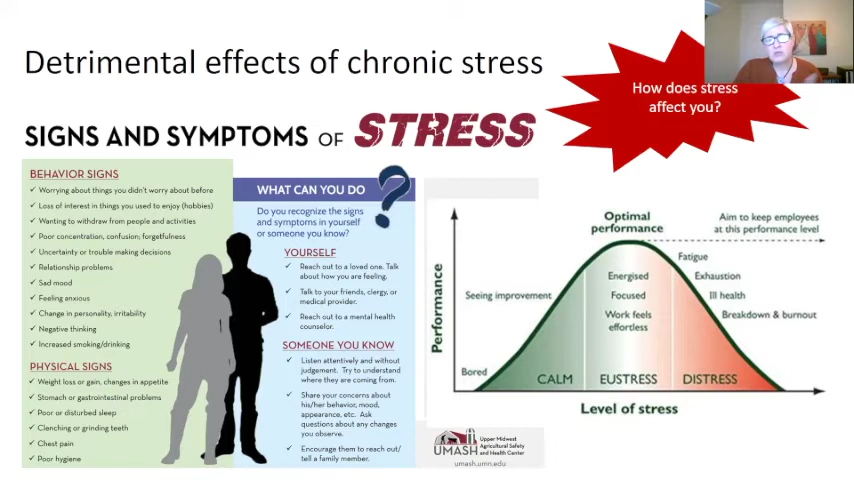 Detrimental effects of chronic stress
How does stress
affect you?
SIGNS AND SYMPTOMS OF STRESS
BEHAVIOR SIGNS
✓ Worrying about things you didn't worry about before
✓ Loss of interest in things you used to enjoy (hobbies)
✓ Wanting to withdraw from people and activities
✓ Poor concentration, confusion; forgetfulness
✓ Uncertainty or trouble making decisions
✓ Relationship problems
✓ Sad mood
✓ Feeling anxious
✓ Change in personality, irritability
✓ Negative thinking
✓ Increased smoking/drinking
PHYSICAL SIGNS
✓ Weight loss or gain, changes in appetite
✓ Stomach or gastrointestinal problems
✓ Poor or disturbed sleep
✓ Clenching or grinding teeth
✓ Chest pain
✓ Poor hygiene
WHAT CAN YOU DO ?
Do you recognize the signs
and symptoms in yourself
or someone you know?
YOURSELF
✓ Reach out to a loved one. Talk
about how you are feeling.
✓ Talk to your friends, clergy, or
medical provider.
✓ Reach out to a mental health
counselor.
SOMEONE YOU KNOW
✓ Listen attentively and without
judgement. Try to understand
where they are coming from.
✓ Share your concerns about
his/her behavior, mood,
appearance, etc. Ask
questions about any changes
you observe.
✓ Encourage them to reach out/
tell a family member.
Performance
Optimal
performance
Aim to keep employees
at this performance level
Fatigue
Energised
Exhaustion
Seeing improvement
Focused
Ill health
Work feels
effortless
Breakdown & burnout
Bored
CALM
EUSTRESS
DISTRESS
Level of stress
UMASH
Upper Midwest
Agricultural Safety
and Health Center
umash.umn.edu